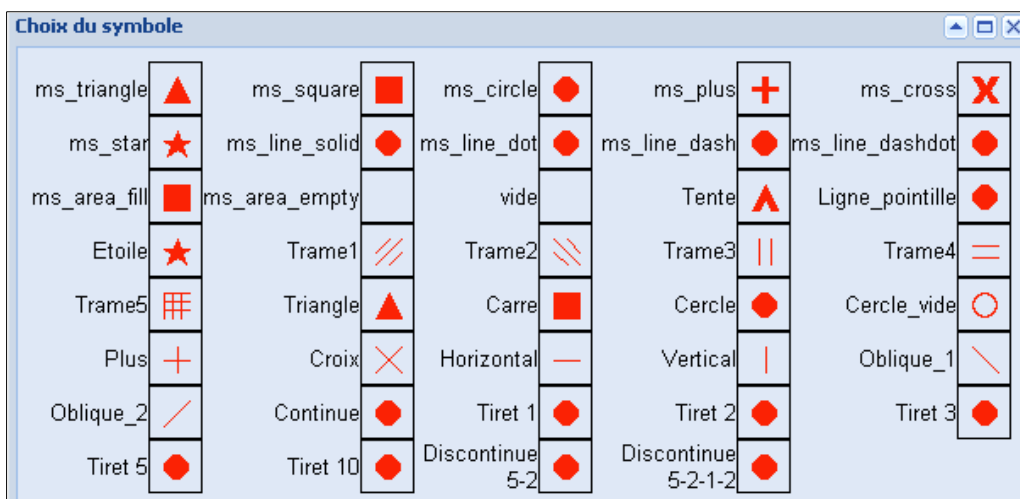 Choix du symbole
ms_triangle ms_square ms_circle ms_plus ms_cross
ms_star ms_line_solid ms_line_dot ms_line_dash ms_line_dashdot
ms_area_fill ms_area_empty vide Tente Ligne_pointille
Etoile Trame1 Trame2 Trame3 Trame4
Trame5 Triangle Carre Cercle Cercle_vide
Plus Croix Horizontal Vertical Oblique_1
Oblique_2 Continue Tiret 1 Tiret 2 Tiret 3
Tiret 5 Tiret 10 Discontinue 5-2 Discontinue 5-2-1-2